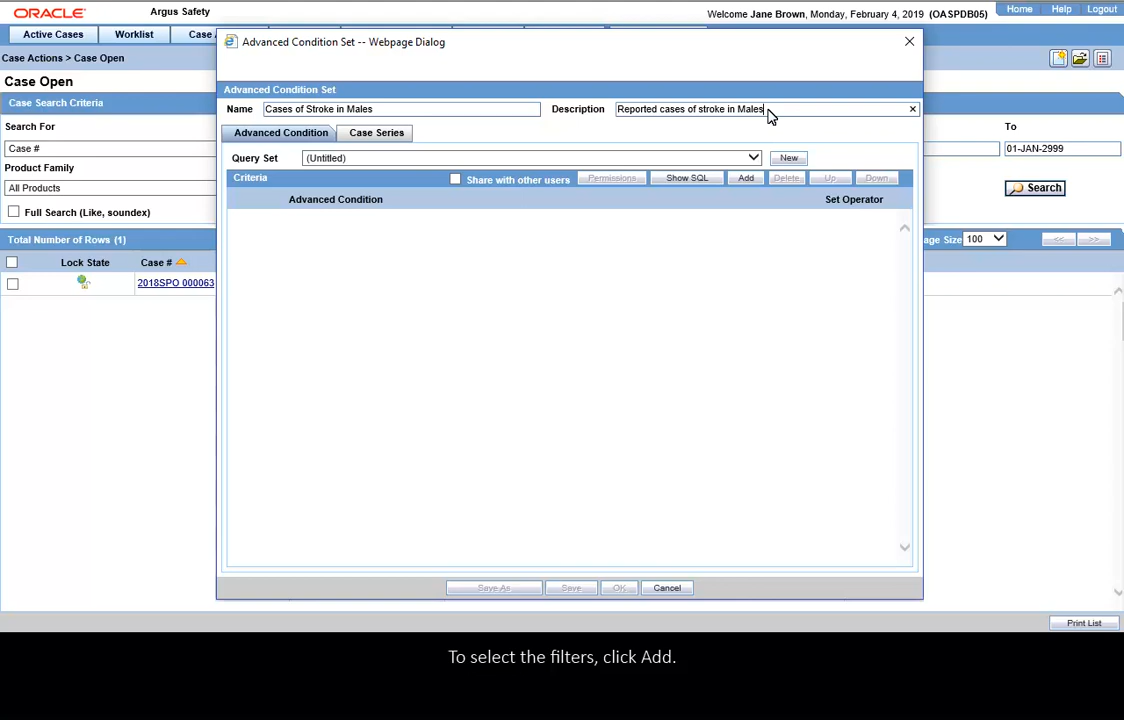 ORACLE
Argus Safety
Welcome Jane Brown, Monday, February 4, 2019 (OASPDB05)
Home
Help
Logout
Active Cases
Worklist
Case A
Case Actions > Case Open
Advanced Condition Set -- Webpage Dialog
Case Open
Case Search Criteria
Advanced Condition Set
Name
Cases of Stroke in Males
Description
Reported cases of stroke in Males
Search For
To
Advanced Condition
Case Series
Case #
01-JAN-2999
Query Set
(Untitled)
New
Product Family
Criteria
Share with other users
Permissions
Show SQL
Add
Delete
Up
Down
All Products
Search
Advanced Condition
Set Operator
Full Search (Like, soundex)
Total Number of Rows (1)
age Size
100
<<
>>
Lock State
Case #
2018SPO 000063
Save As
Save
OK
Cancel
Print List
To select the filters, click Add.